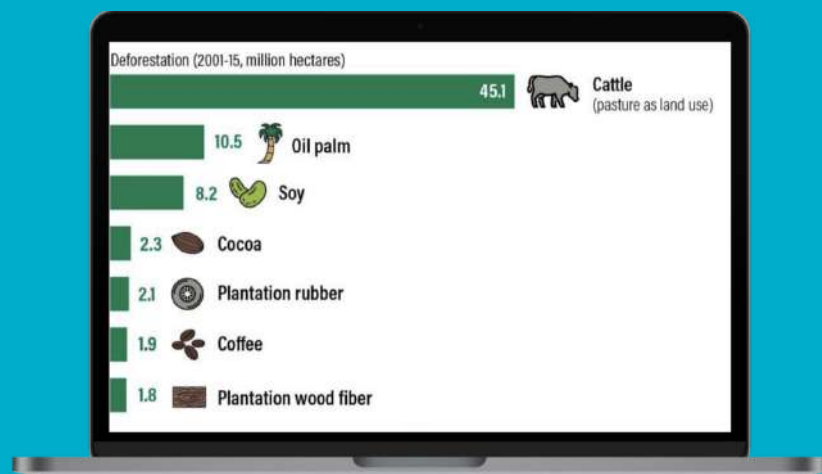 Deforestation (2001-15, million hectares)
45.1 Cattle
(pasture as land use)
10.5 Oil palm
8.2 Soy
2.3 Cocoa
2.1 Plantation rubber
1.9 Coffee
1.8 Plantation wood fiber